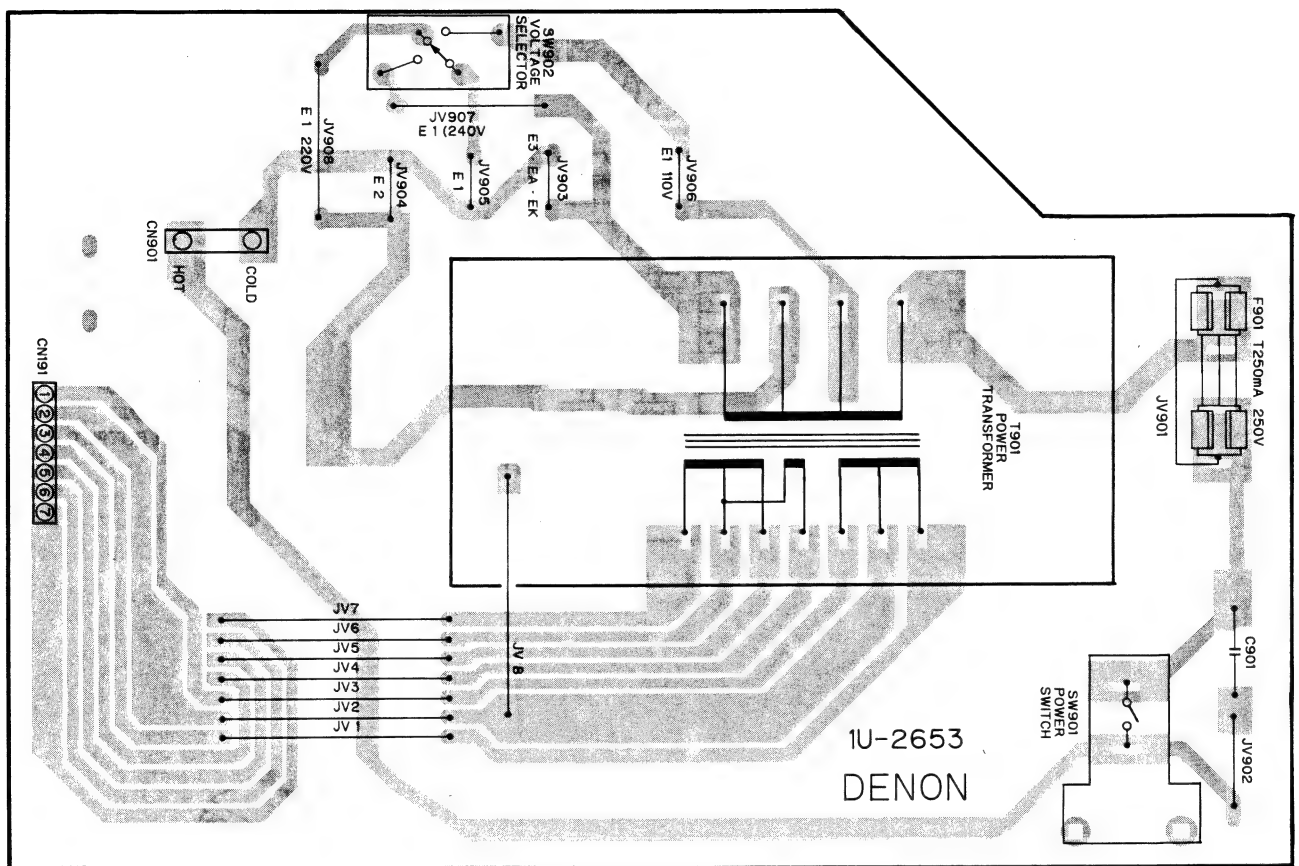 SW902
VOLTAGE
SELECTOR
JV907
E 1 (240V
JV908
E 1 220V
JV904
E 2
JV905
E 1
JV903
E3 · EA · EK
JV906
E1 110V
CN901
HOT
COLD
F901 T250mA 250V
JV901
T901
POWER
TRANSFORMER
CN191
1
2
3
4
5
6
7
JV7
JV6
JV5
JV4
JV3
JV2
JV 1
JV 8
C901
SW901
POWER
SWITCH
JV902
1U-2653
DENON